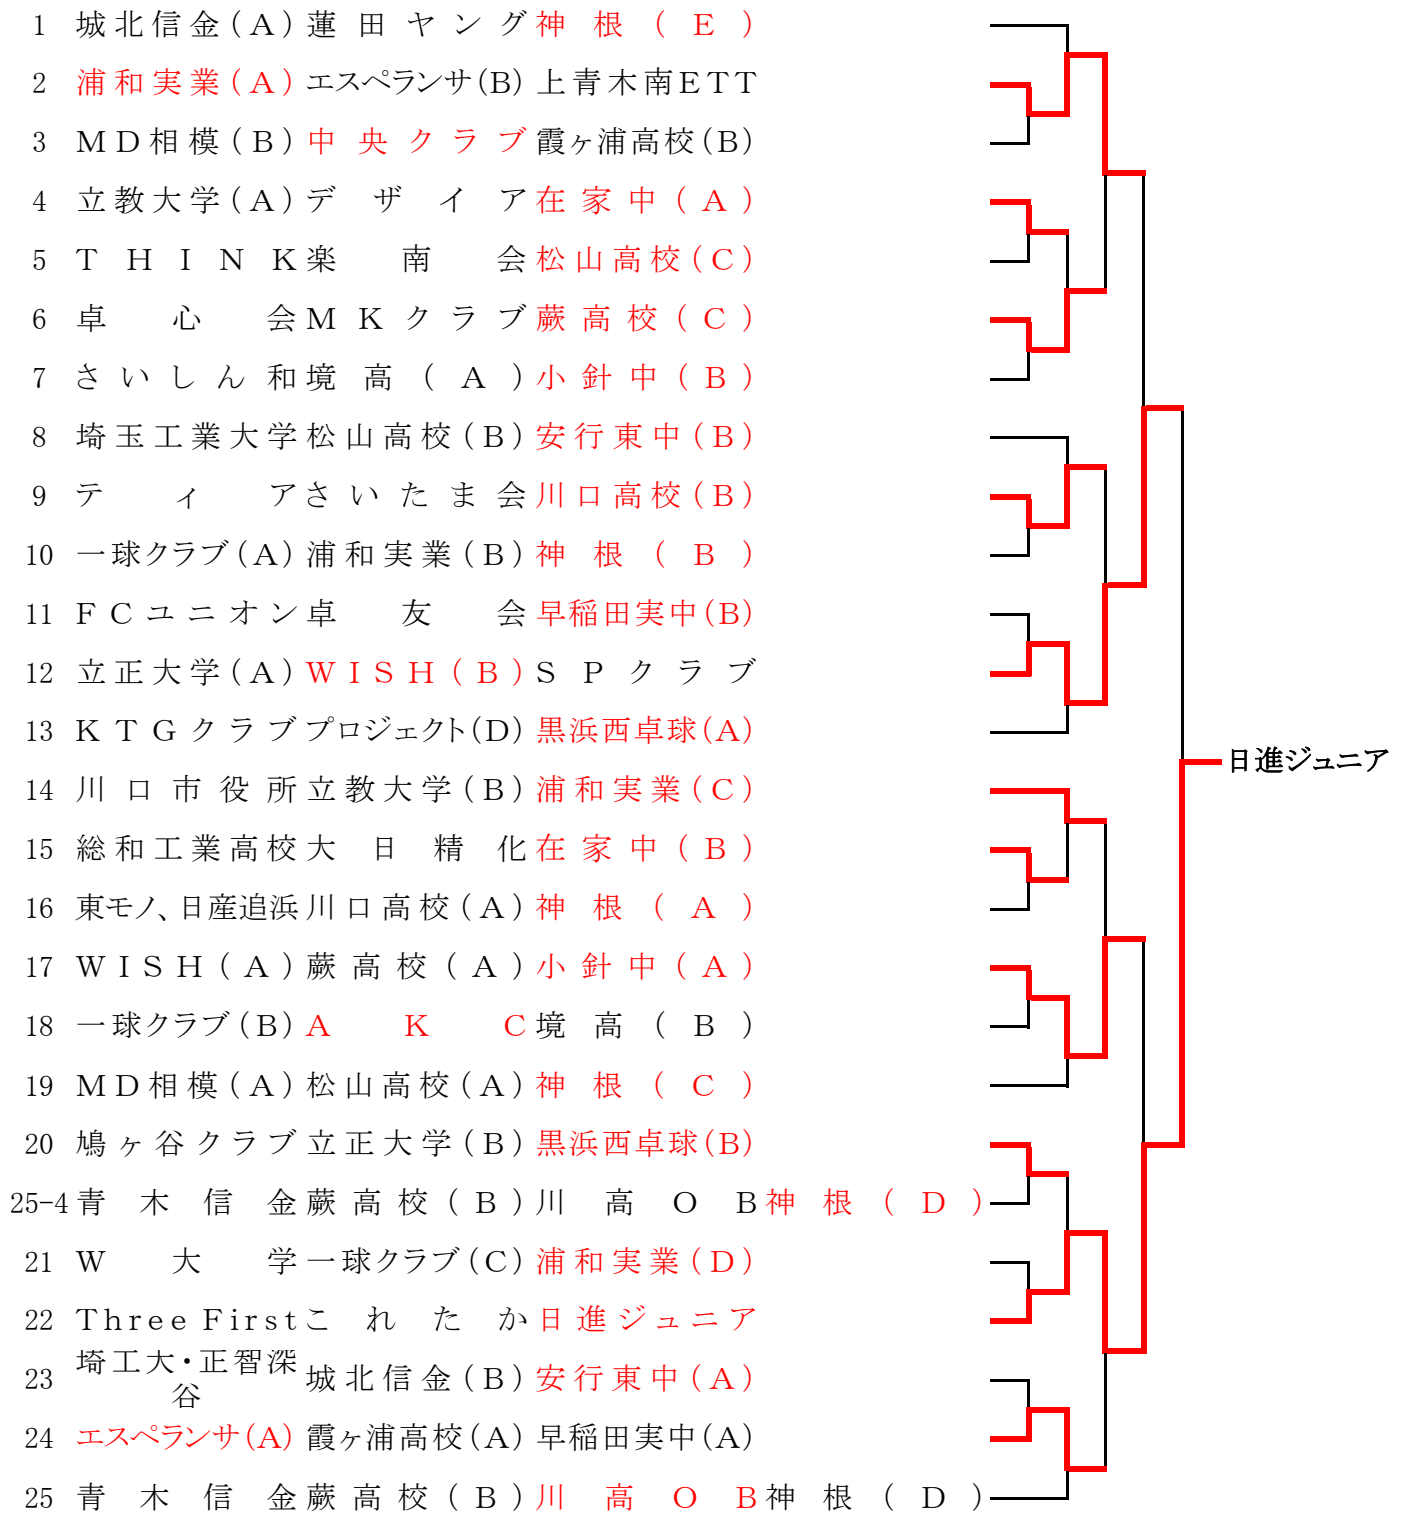 1 城北信金(A) 蓮田ヤング 神根(E)
2 浦和実業(A) エスペランサ(B) 上青木南ETT
3 MD相模(B) 中央クラブ 霞ヶ浦高校(B)
4 立教大学(A) デザイア 在家中(A)
5 THINK 楽南会 松山高校(C)
6 卓心会 MKクラブ 蕨高校(C)
7 さいしん和 境高(A) 小針中(B)
8 埼玉工業大学 松山高校(B) 安行東中(B)
9 ティア さいたま会 川口高校(B)
10 一球クラブ(A) 浦和実業(B) 神根(B)
11 FCユニオン 卓友会 早稲田実中(B)
12 立正大学(A) WISH(B) SPクラブ
13 KTGクラブ プロジェクト(D) 黒浜西卓球(A)
日進ジュニア
14 川口市役所 立教大学(B) 浦和実業(C)
15 総和工業高校 大日精化 在家中(B)
16 東モノ、日産追浜 川口高校(A) 神根(A)
17 WISH(A) 蕨高校(A) 小針中(A)
18 一球クラブ(B) AKC 境高(B)
19 MD相模(A) 松山高校(A) 神根(C)
20 鳩ヶ谷クラブ 立正大学(B) 黒浜西卓球(B)
25-4 青木信金 蕨高校(B) 川高OB 神根(D)
21 W大学 一球クラブ(C) 浦和実業(D)
22 Three First これたか 日進ジュニア
23 埼工大・正智深谷 城北信金(B) 安行東中(A)
24 エスペランサ(A) 霞ヶ浦高校(A) 早稲田実中(A)
25 青木信金 蕨高校(B) 川高OB 神根(D)